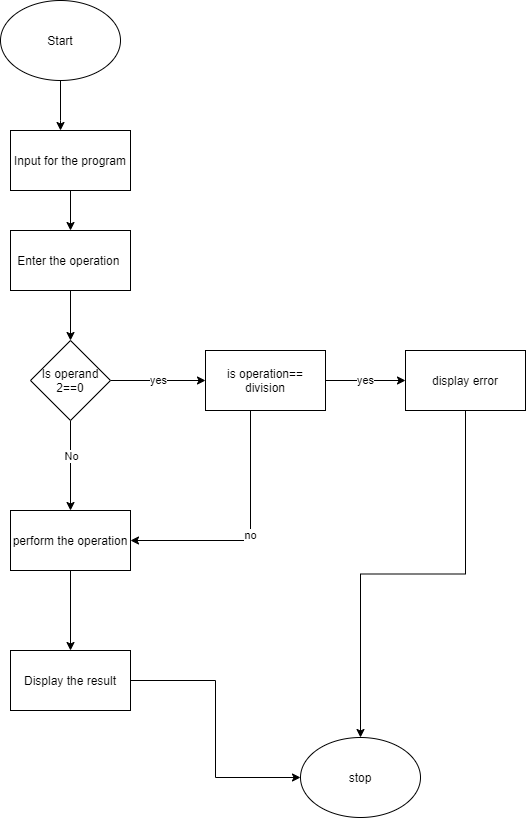 Start
Input for the program
Enter the operation
Is operand
2==0
yes
is operation==
division
yes
display error
No
no
perform the operation
Display the result
stop